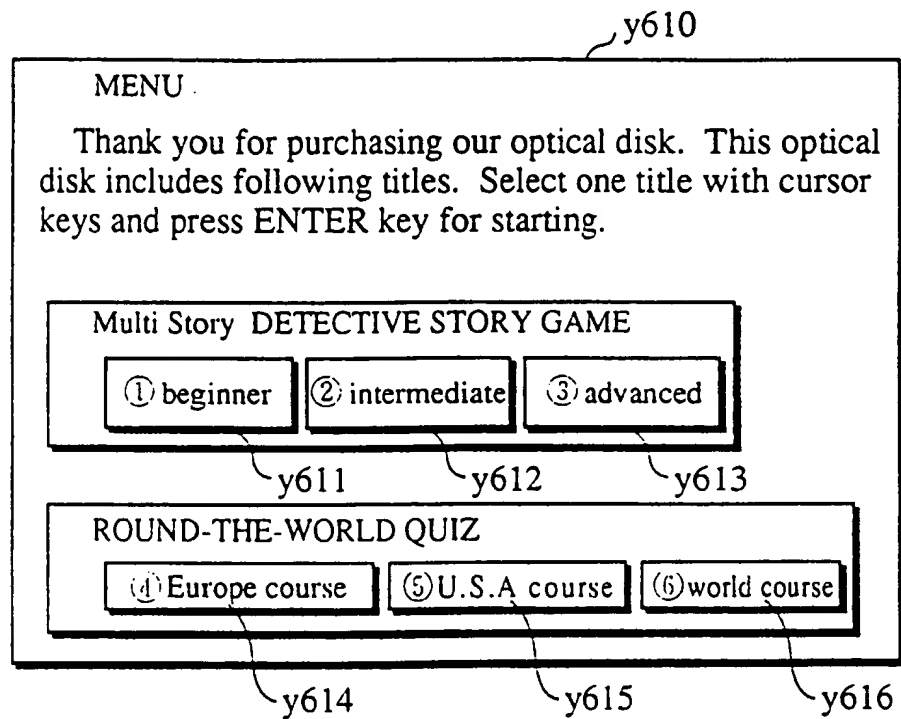 y610
MENU
Thank you for purchasing our optical disk. This optical
disk includes following titles. Select one title with cursor
keys and press ENTER key for starting.
Multi Story DETECTIVE STORY GAME
① beginner ② intermediate ③ advanced
y611 y612 y613
ROUND-THE-WORLD QUIZ
④ Europe course ⑤ U.S.A course ⑥ world course
y614 y615 y616